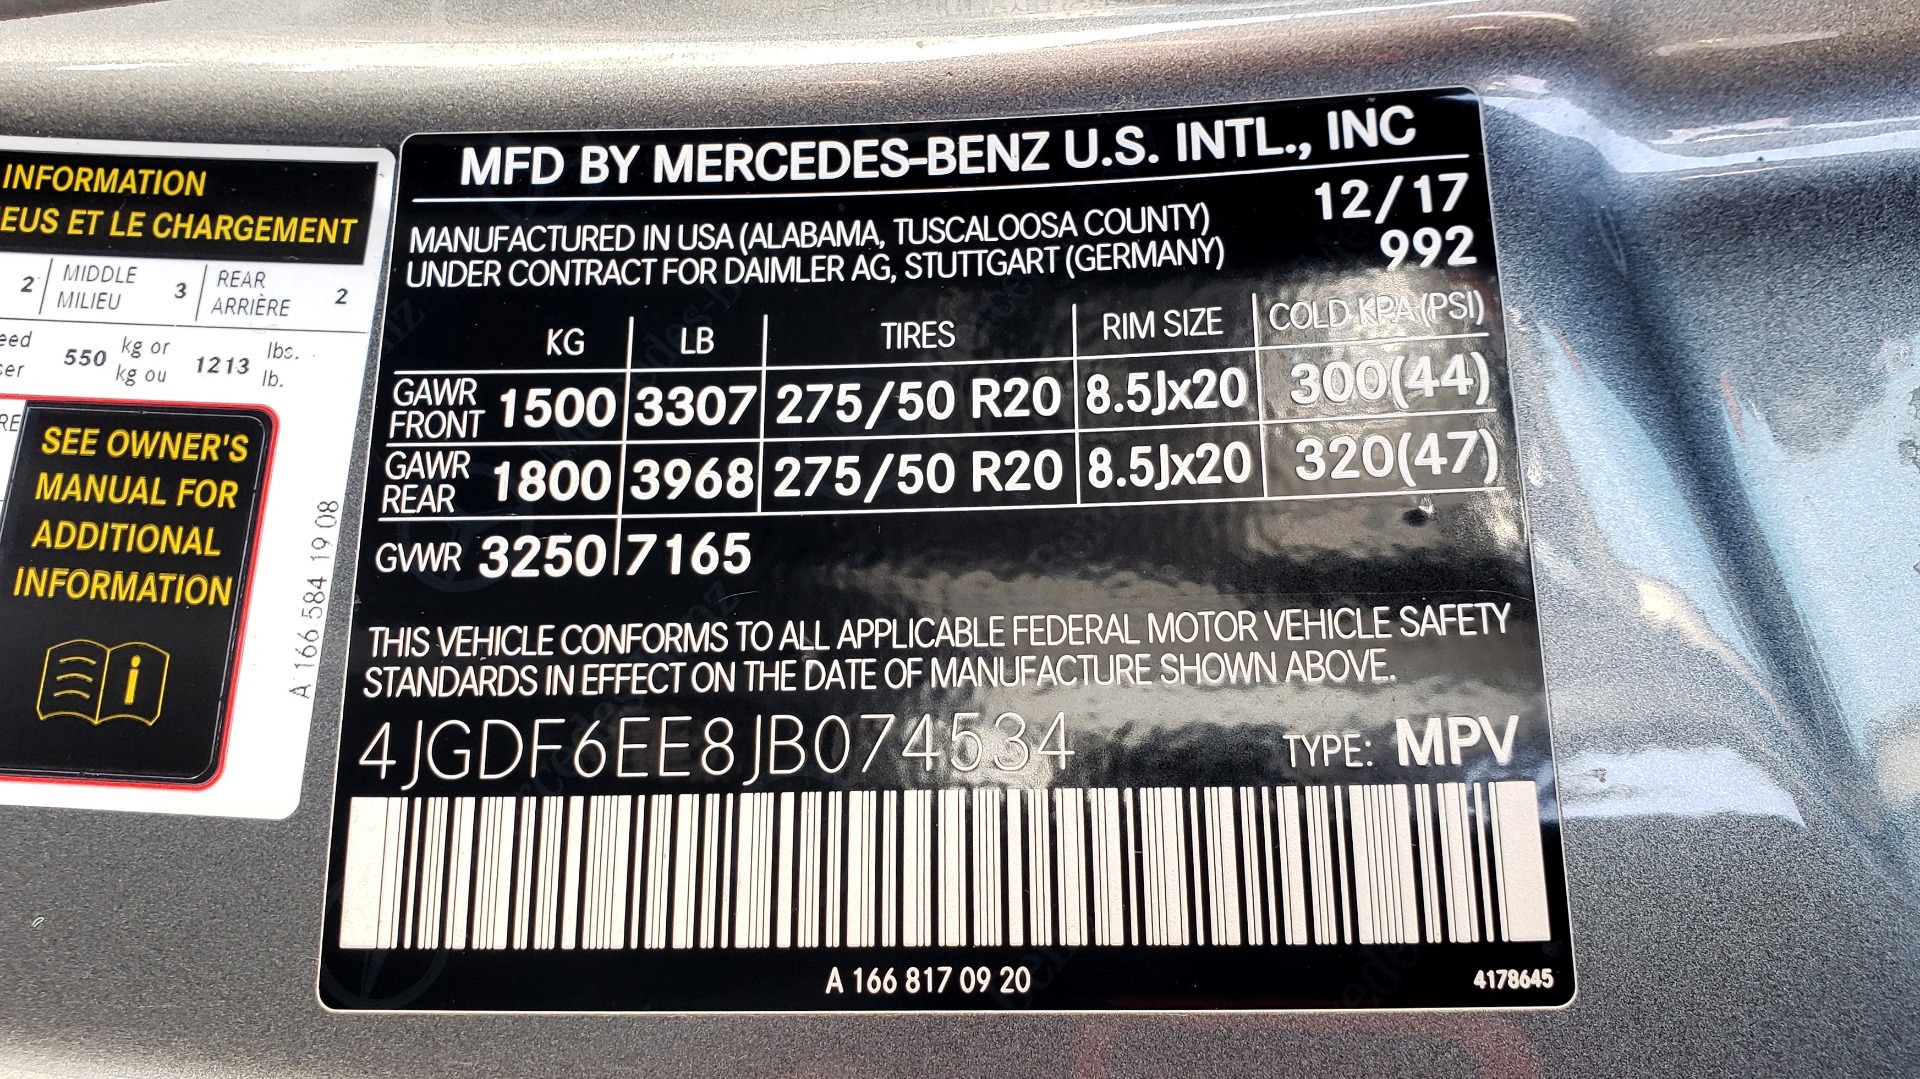 INFORMATION
EUS ET LE CHARGEMENT
2 MIDDLE MILIEU 3 REAR ARRIÈRE 2
550 kg or kg ou 1213 lbs. lb.
SEE OWNER'S
MANUAL FOR
ADDITIONAL
INFORMATION
A 166 584 19 08
MFD BY MERCEDES-BENZ U.S. INTL., INC
MANUFACTURED IN USA (ALABAMA, TUSCALOOSA COUNTY) 12/17
UNDER CONTRACT FOR DAIMLER AG, STUTTGART (GERMANY) 992
KG LB TIRES RIM SIZE COLD KPA (PSI)
GAWR FRONT 1500 3307 275/50 R20 8.5Jx20 300(44)
GAWR REAR 1800 3968 275/50 R20 8.5Jx20 320(47)
GVWR 3250 7165
THIS VEHICLE CONFORMS TO ALL APPLICABLE FEDERAL MOTOR VEHICLE SAFETY
STANDARDS IN EFFECT ON THE DATE OF MANUFACTURE SHOWN ABOVE.
4JGDF6EE8JB074534 TYPE: MPV
A 166 817 09 20 4178645